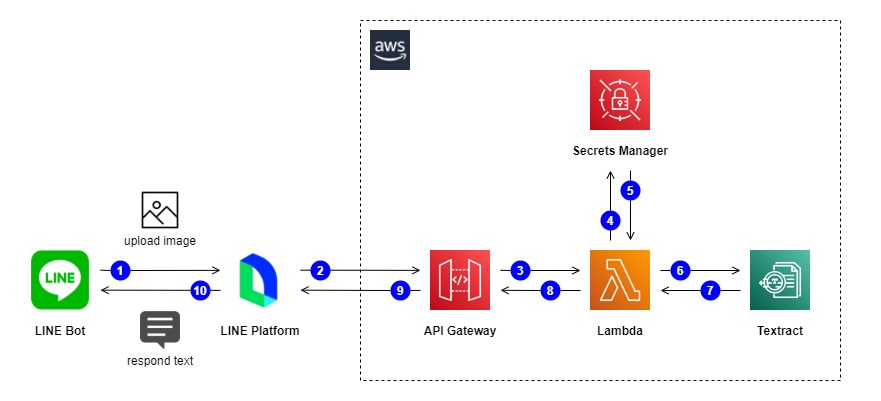 aws
Secrets Manager
5
4
upload image
LINE
1
2
3
6
10
9
8
7
LINE Bot
LINE Platform
API Gateway
Lambda
Textract
respond text